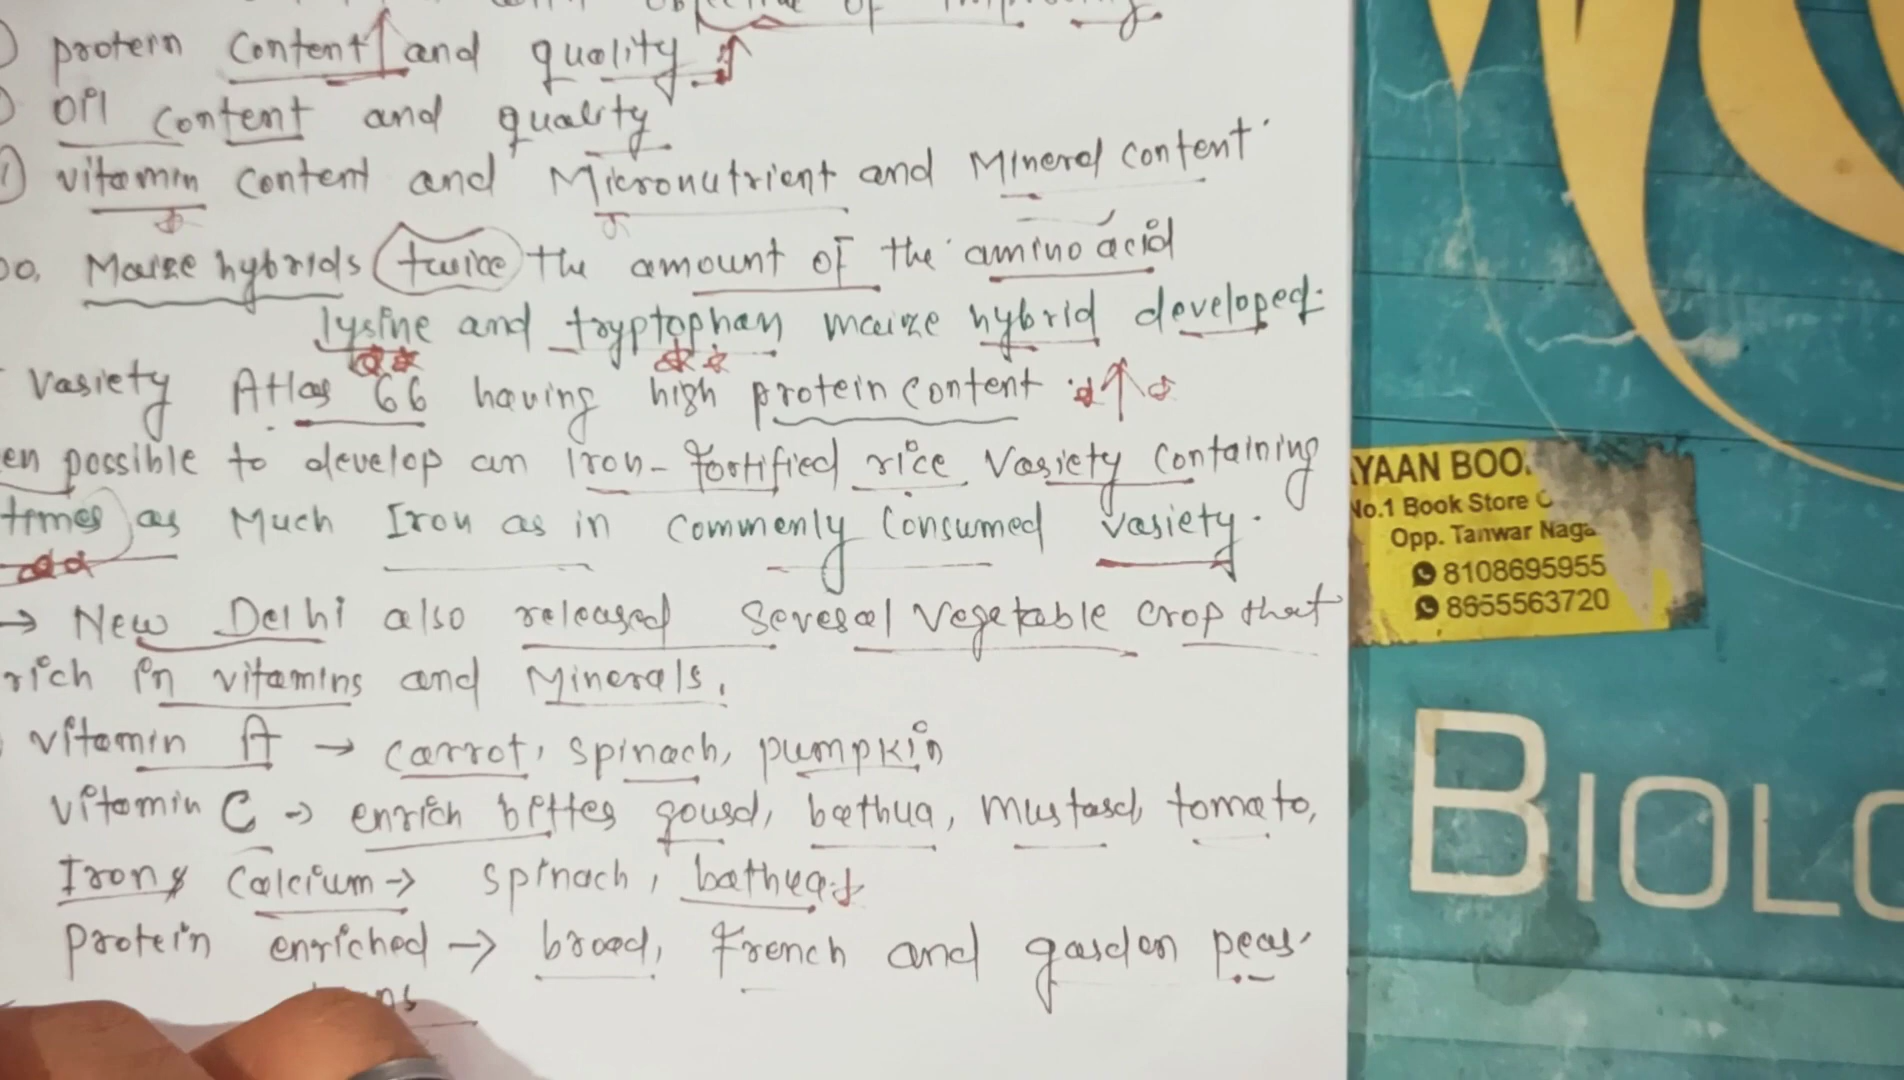 protein content↑ and quality ↑
Oil content and quality
vitamin content and Micronutrient and Mineral content
00, Maize hybrids twice the amount of the amino acid
lysine and tryptophan maize hybrid developed.
Variety Atlas 66 having high protein content ↑
en possible to develop an Iron-fortified rice Variety Containing
times as Much Iron as in Commenly Consumed variety.
→ New Delhi also released several vegetable crop that
rich in vitamins and Minerals.
vitamin A → carrot, spinach, pumpkin
vitamin C → enrich bitter gourd, bathua, mustard, tomato,
Iron & Calcium → spinach, bathua
Protein enriched → broad, French and garden peas.
YAAN BOO
No.1 Book Store
Opp. Tanwar Naga
8108695955
8655563720
BIOLO